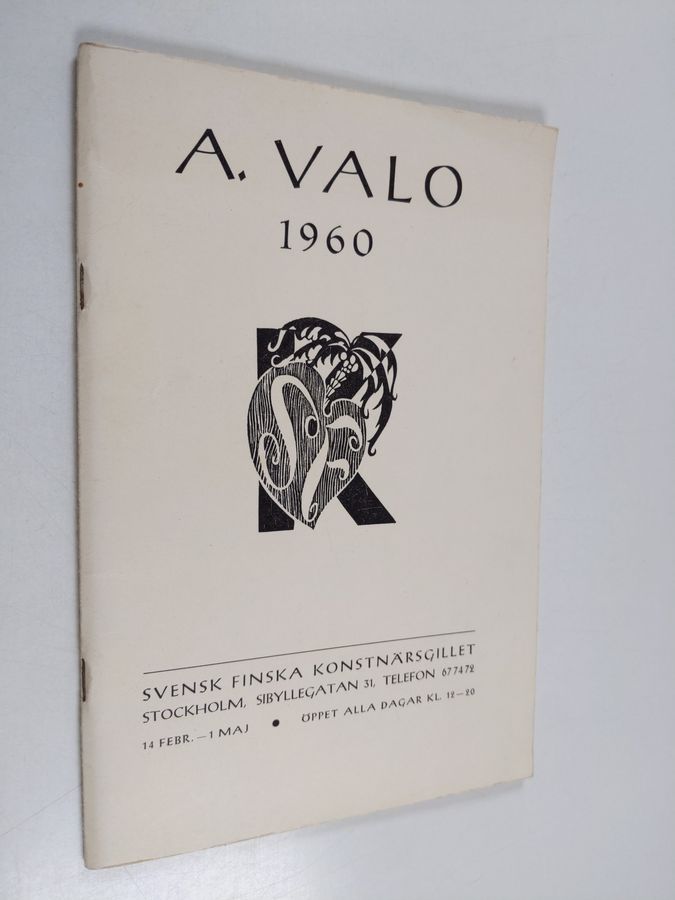 A. VALO
1960
K
SF
SVENSK FINSKA KONSTNÄRSGILLET
STOCKHOLM, SIBYLLEGATAN 31, TELEFON 677472
14 FEBR.—1 MAJ • ÖPPET ALLA DAGAR KL. 12—20